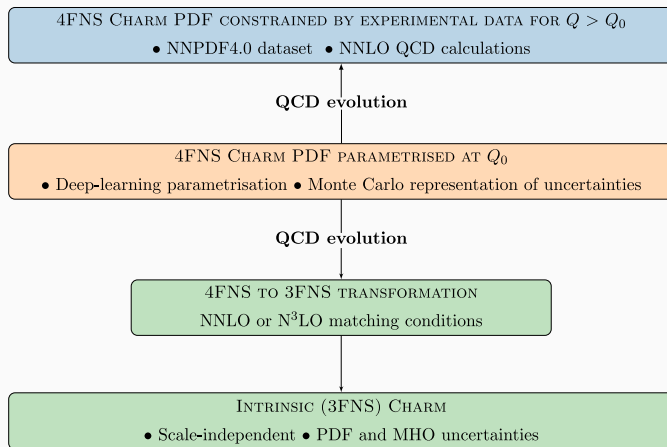 4FNS Charm PDF constrained by experimental data for Q > Q₀
• NNPDF4.0 dataset • NNLO QCD calculations
QCD evolution
4FNS Charm PDF parametrised at Q₀
• Deep-learning parametrisation • Monte Carlo representation of uncertainties
QCD evolution
4FNS to 3FNS transformation
NNLO or N³LO matching conditions
Intrinsic (3FNS) Charm
• Scale-independent • PDF and MHO uncertainties